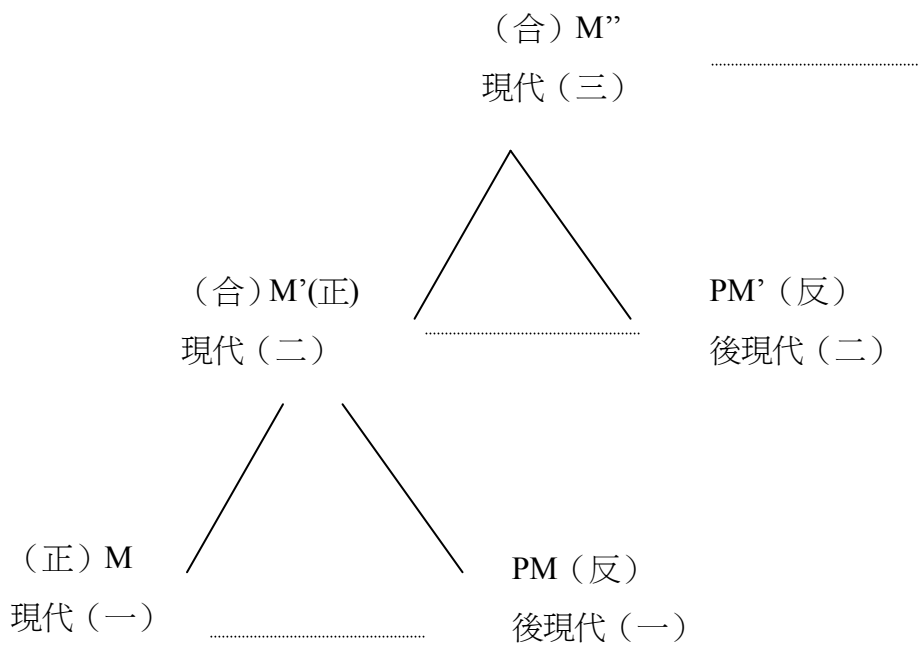 （合）M’’
現代（三）
（合）M’(正)
現代（二）
PM’（反）
後現代（二）
（正）M
現代（一）
PM（反）
後現代（一）